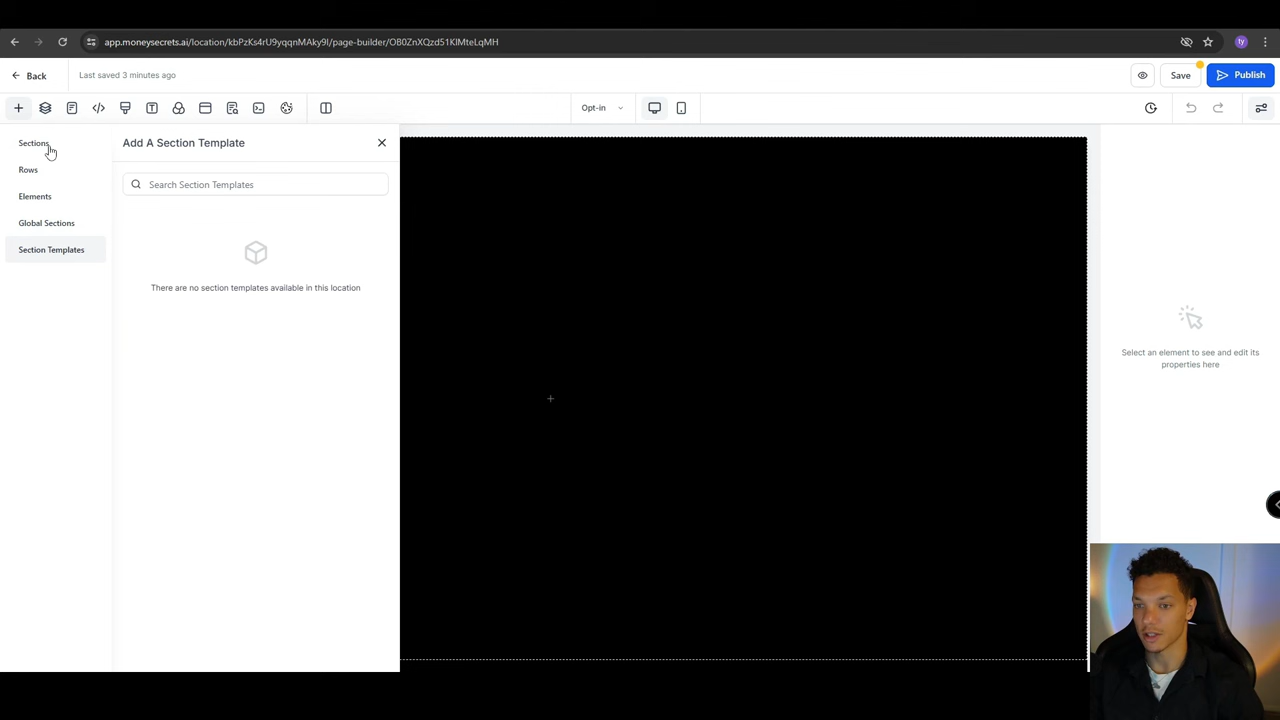 app.moneysecrets.ai/location/kbPzKs4rU9yqqnMAky9I/page-builder/O80ZnXQzd51KlMteLqMH
ty
Back
Last saved 3 minutes ago
Save
Publish
Opt-in
Sections
Rows
Elements
Global Sections
Section Templates
Add A Section Template
Search Section Templates
There are no section templates available in this location
Select an element to see and edit its
properties here